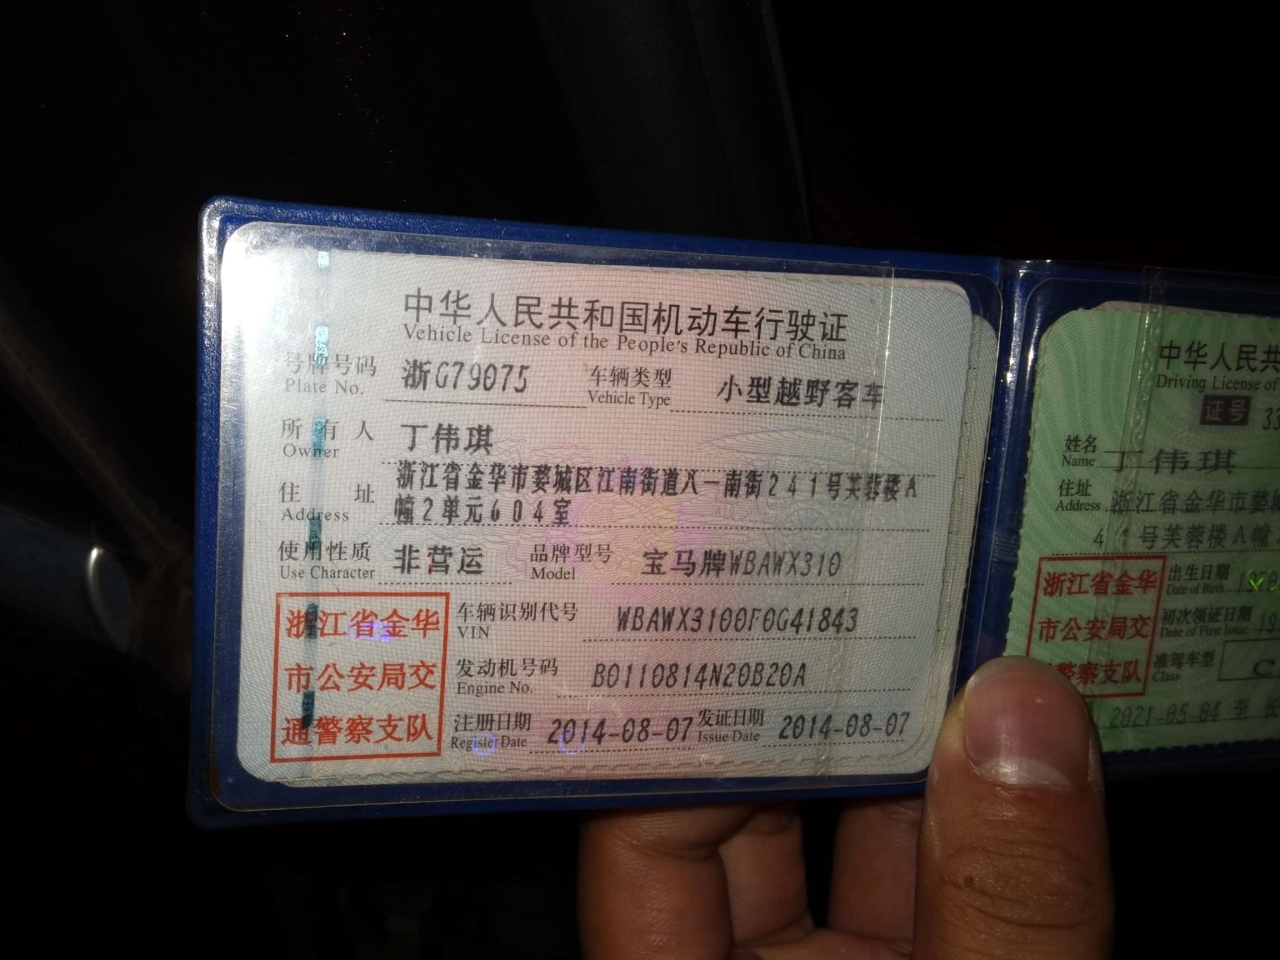 中华人民共和国机动车行驶证
Vehicle License of the People's Republic of China
号牌号码 浙G79075 车辆类型 小型越野客车
Plate No. Vehicle Type
所有人 丁伟琪
Owner
住址 浙江省金华市婺城区江南街道八一南街241号芙蓉楼A
Address 幢2单元604室
使用性质 非营运 品牌型号 宝马牌WBAWX310
Use Character Model
浙江省金华
市公安局交
通警察支队
车辆识别代号 WBAWX3100F0G41843
VIN
发动机号码 B0110814N20B20A
Engine No.
注册日期 2014-08-07 发证日期 2014-08-07
Register Date Issue Date
中华人民共
Driving License of
证号 33
姓名 丁伟琪
Name
住址 浙江省金华市婺
Address
41号芙蓉楼A幢
浙江省金华
市公安局交
警察支队
出生日期
Date of Birth
初次领证日期
Date of First Issue
准驾车型 C
Class
2021-05-04 至